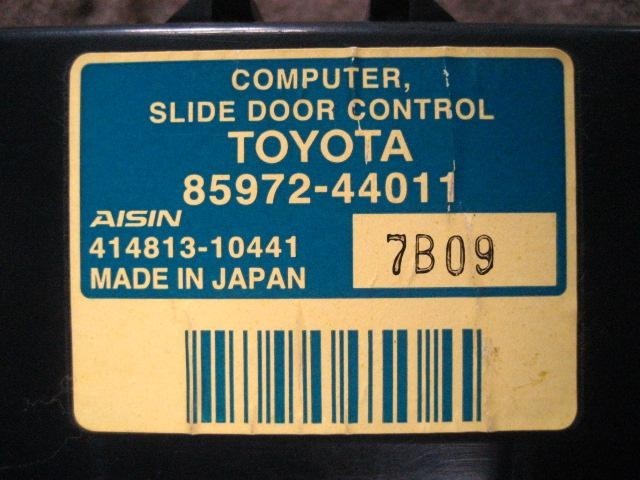 COMPUTER,
SLIDE DOOR CONTROL
TOYOTA
85972-44011
AISIN
414813-10441
MADE IN JAPAN
7B09